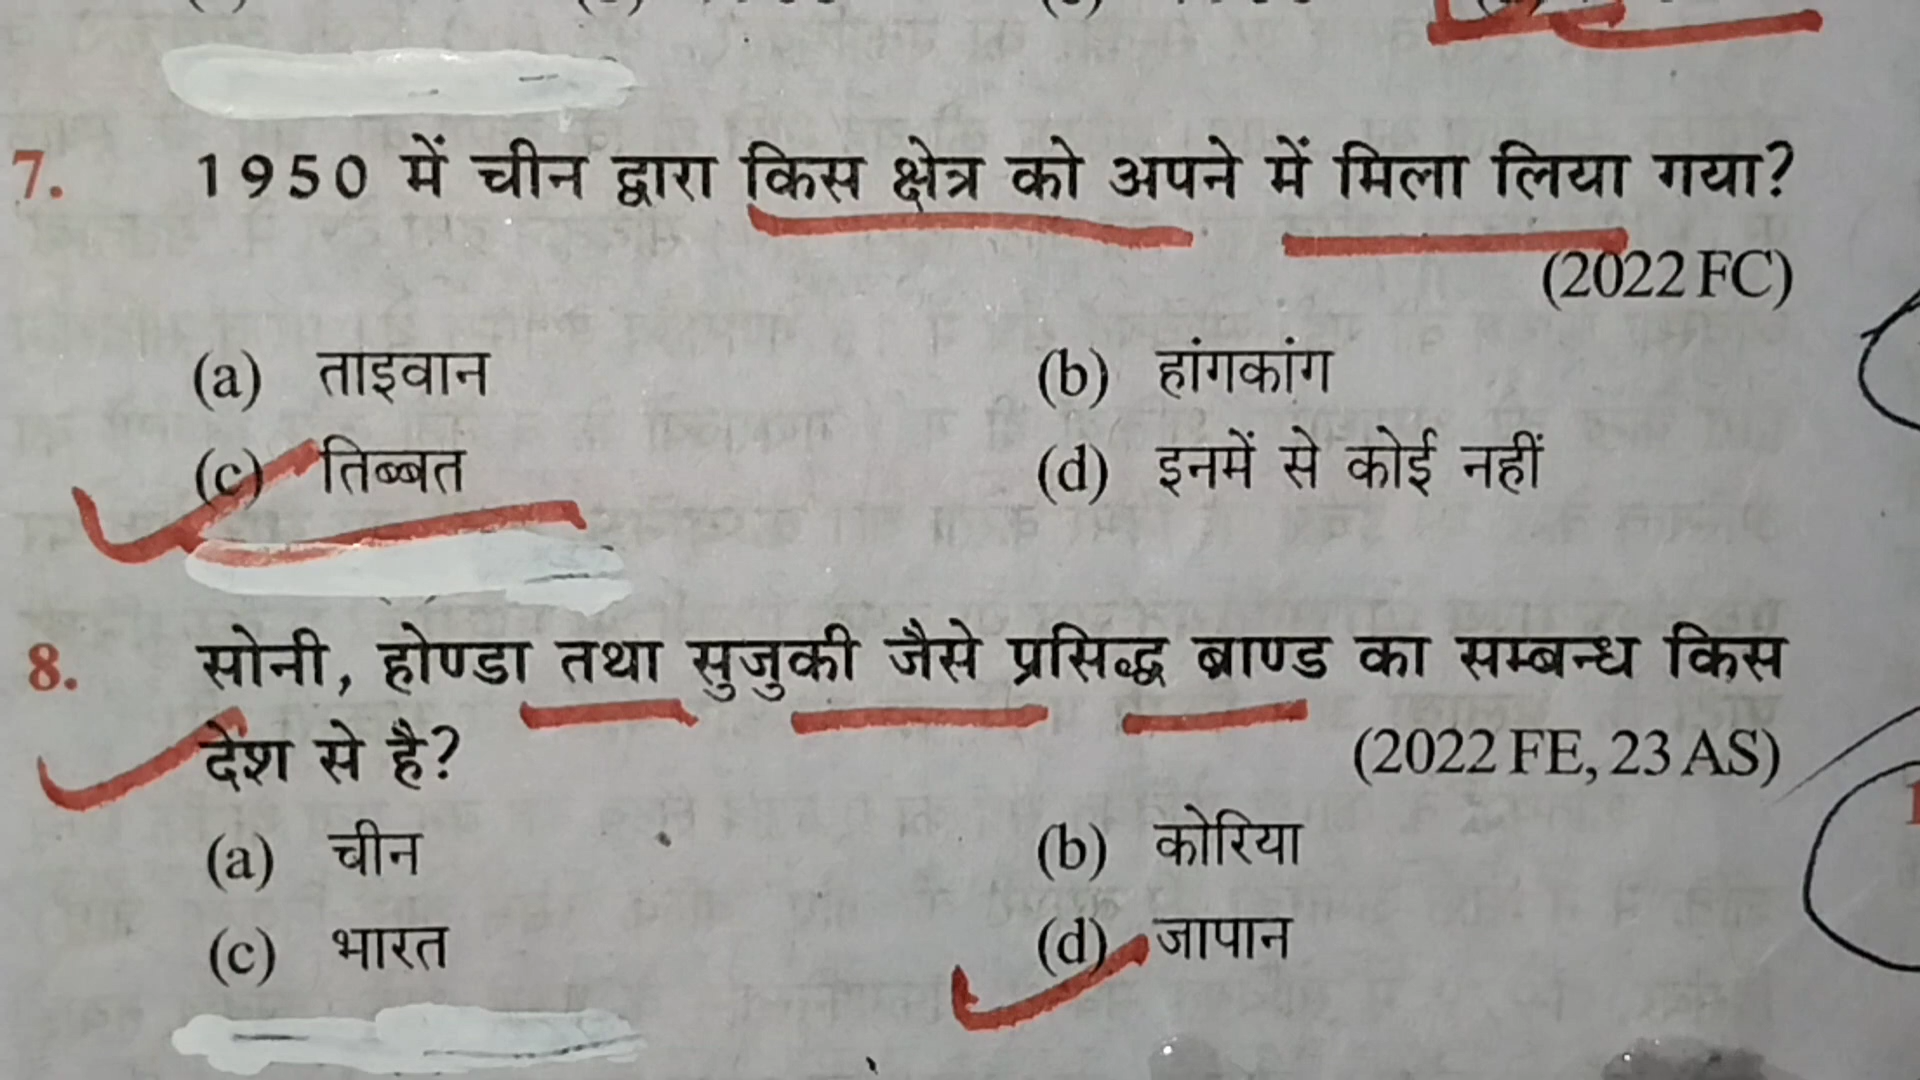 7. 1950 में चीन द्वारा किस क्षेत्र को अपने में मिला लिया गया?
(2022 FC)
(a) ताइवान (b) हांगकांग
(c) तिब्बत (d) इनमें से कोई नहीं
8. सोनी, होण्डा तथा सुजुकी जैसे प्रसिद्ध ब्राण्ड का सम्बन्ध किस
देश से है? (2022 FE, 23 AS)
(a) चीन (b) कोरिया
(c) भारत (d) जापान